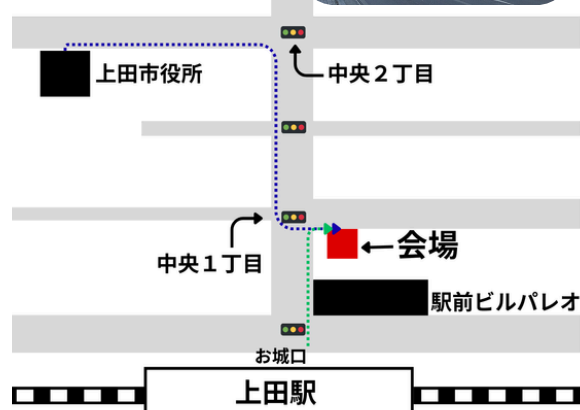 上田市役所
中央２丁目
中央１丁目
会場
駅前ビルパレオ
お城口
上田駅